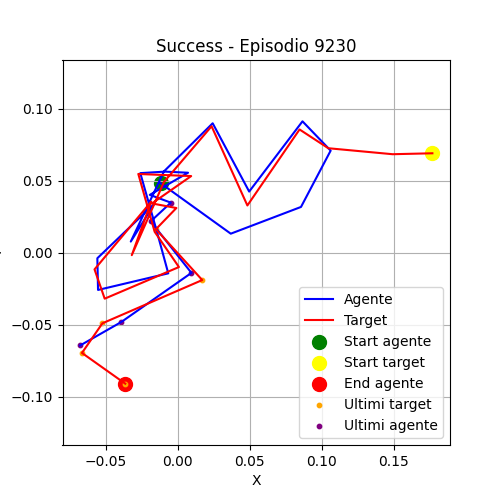 Success - Episodio 9230
0.10
0.05
0.00
−0.05
−0.10
Agente
Target
Start agente
Start target
End agente
Ultimi target
Ultimi agente
−0.05
0.00
0.05
0.10
0.15
X